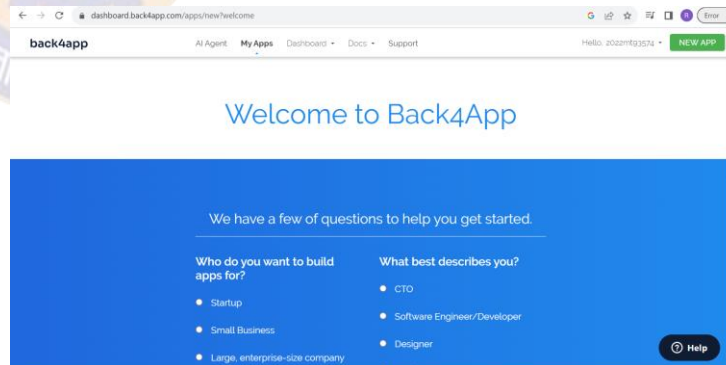 dashboard.back4app.com/apps/new?welcome
R
Error
back4app
AI Agent My Apps Dashboard Docs Support
Hello, 2022mt93574
NEW APP
Welcome to Back4App
We have a few of questions to help you get started.
Who do you want to build
apps for?
Startup
Small Business
Large, enterprise-size company
What best describes you?
CTO
Software Engineer/Developer
Designer
? Help